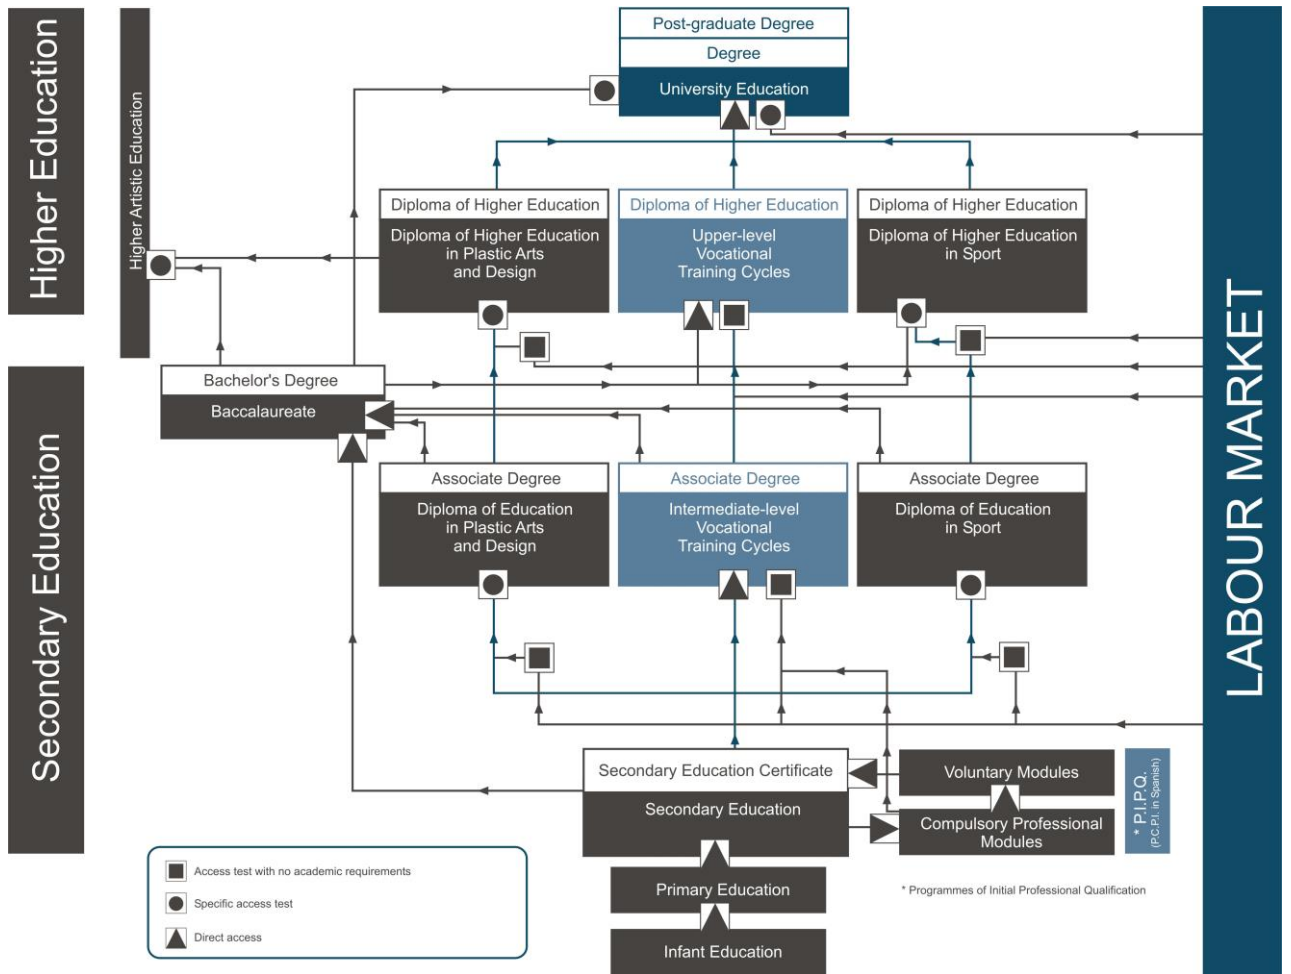 Higher Education
Secondary Education
Higher Artistic Education
Post-graduate Degree
Degree
University Education
Diploma of Higher Education
Diploma of Higher Education
in Plastic Arts
and Design
Diploma of Higher Education
Upper-level
Vocational
Training Cycles
Diploma of Higher Education
Diploma of Higher Education
in Sport
Bachelor's Degree
Baccalaureate
Associate Degree
Diploma of Education
in Plastic Arts
and Design
Associate Degree
Intermediate-level
Vocational
Training Cycles
Associate Degree
Diploma of Education
in Sport
Secondary Education Certificate
Secondary Education
Voluntary Modules
Compulsory Professional
Modules
* P.I.P.Q.
(P.C.P.I. in Spanish)
Primary Education
Infant Education
* Programmes of Initial Professional Qualification
Access test with no academic requirements
Specific access test
Direct access
LABOUR MARKET